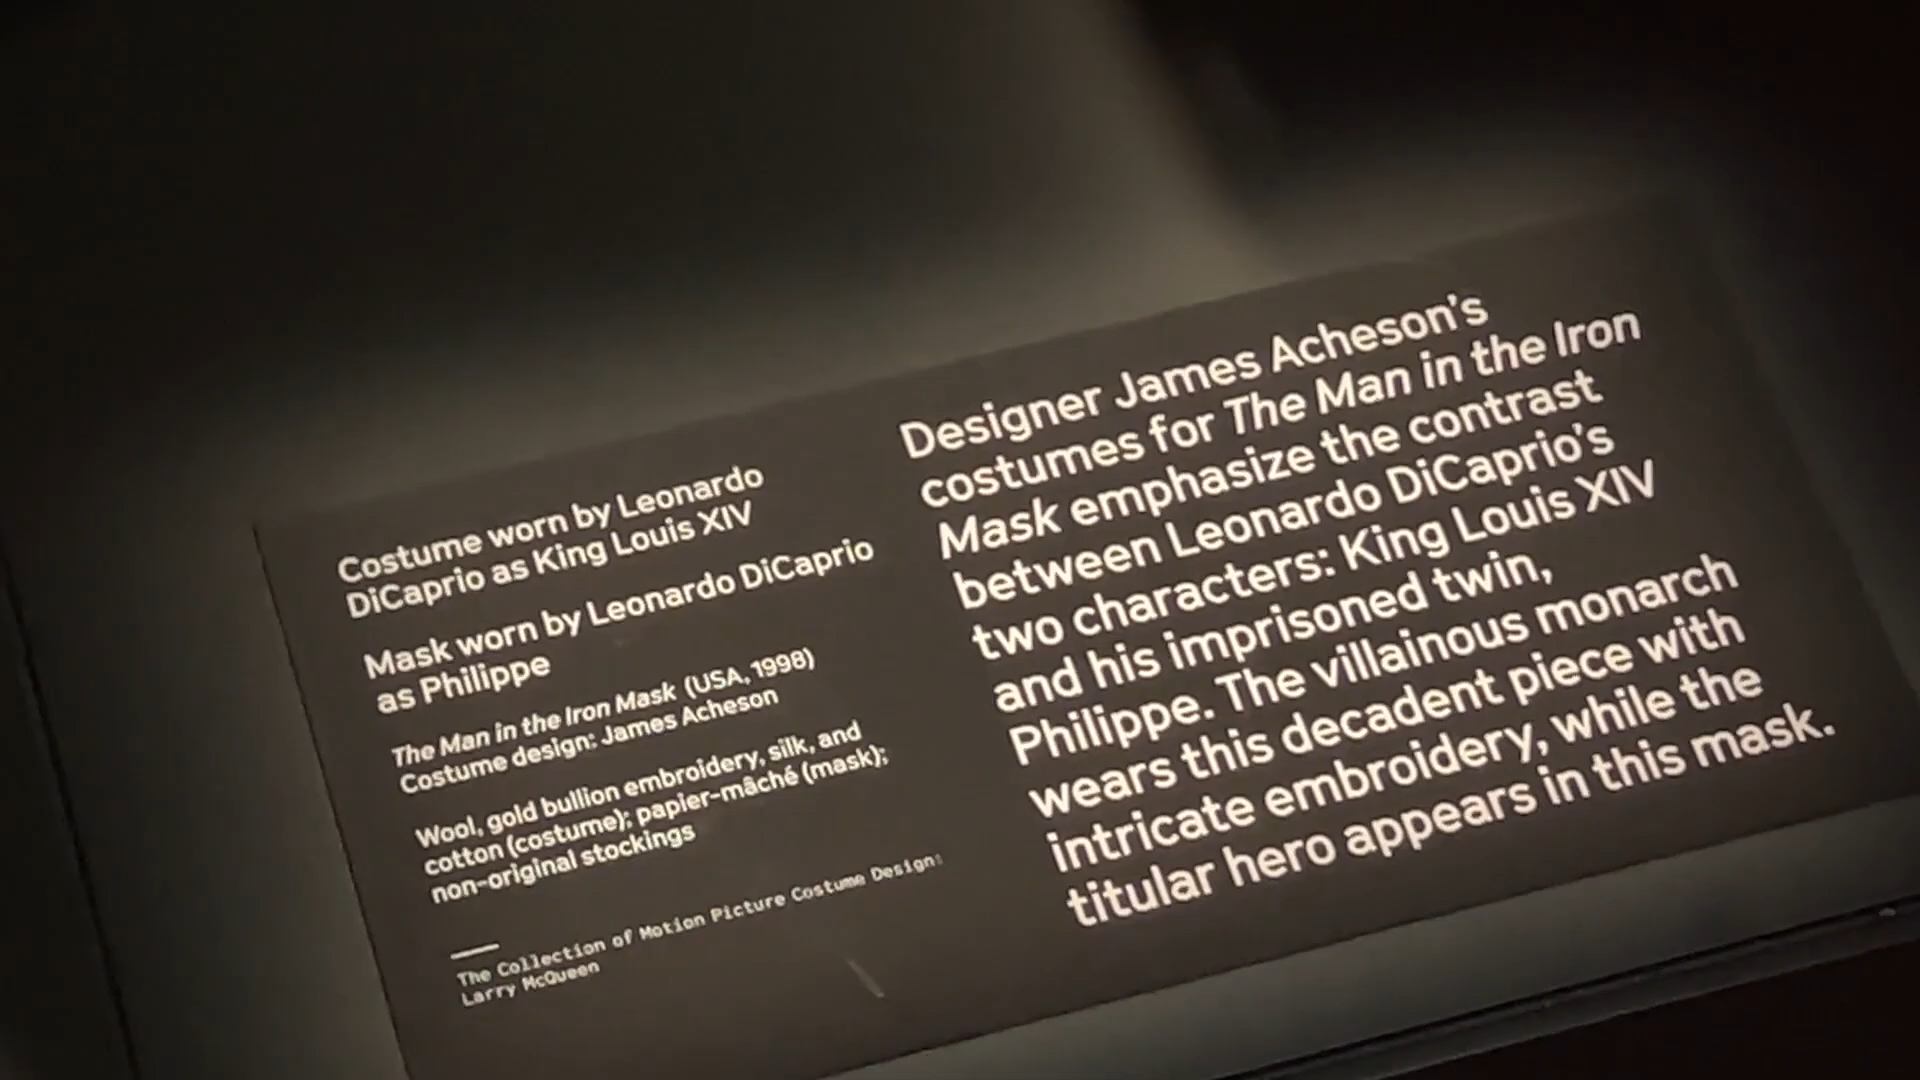 Costume worn by Leonardo
DiCaprio as King Louis XIV
Mask worn by Leonardo DiCaprio
as Philippe
The Man in the Iron Mask (USA, 1998)
Costume design: James Acheson
Wool, gold bullion embroidery, silk, and
cotton (costume); papier-mâché (mask);
non-original stockings
The Collection of Motion Picture Costume Design:
Larry McQueen
Designer James Acheson's
costumes for The Man in the Iron
Mask emphasize the contrast
between Leonardo DiCaprio's
two characters: King Louis XIV
and his imprisoned twin,
Philippe. The villainous monarch
wears this decadent piece with
intricate embroidery, while the
titular hero appears in this mask.